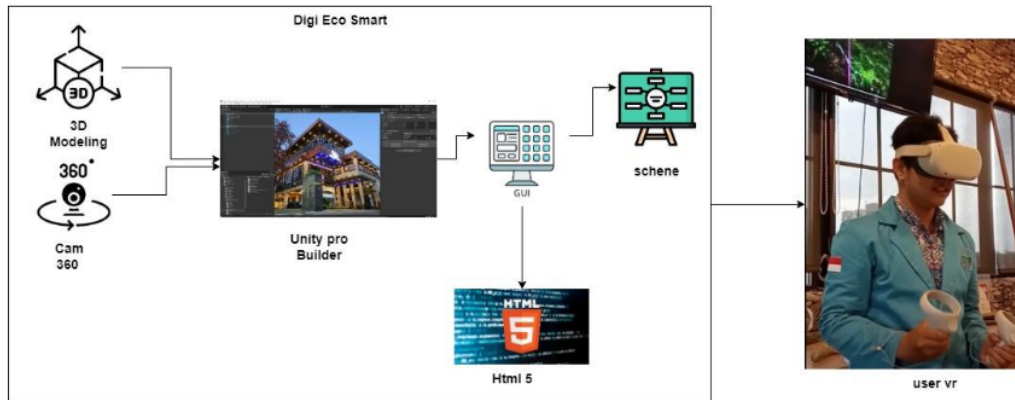 Digi Eco Smart
3D
3D
Modeling
360°
Cam
360
Unity pro
Builder
GUI
schene
HTML
5
Html 5
user vr